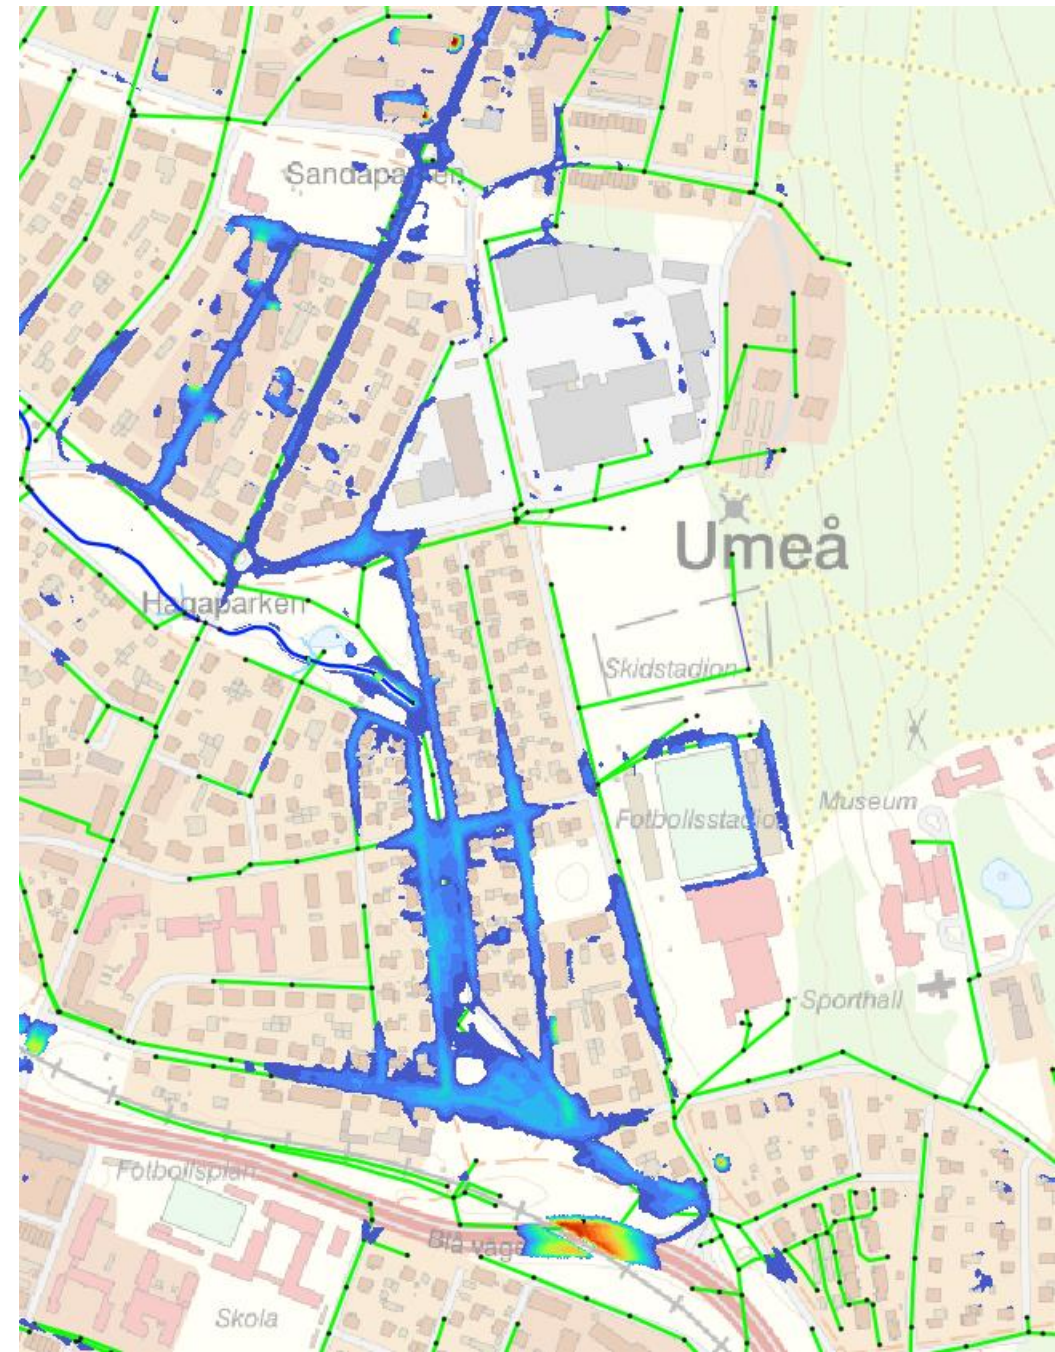 Sandaparken
Umeå
Hagaparken
Skidstadion
Museum
Fotbollsstadion
Sporthall
Fotbollsplan
Blå vägen
Skola